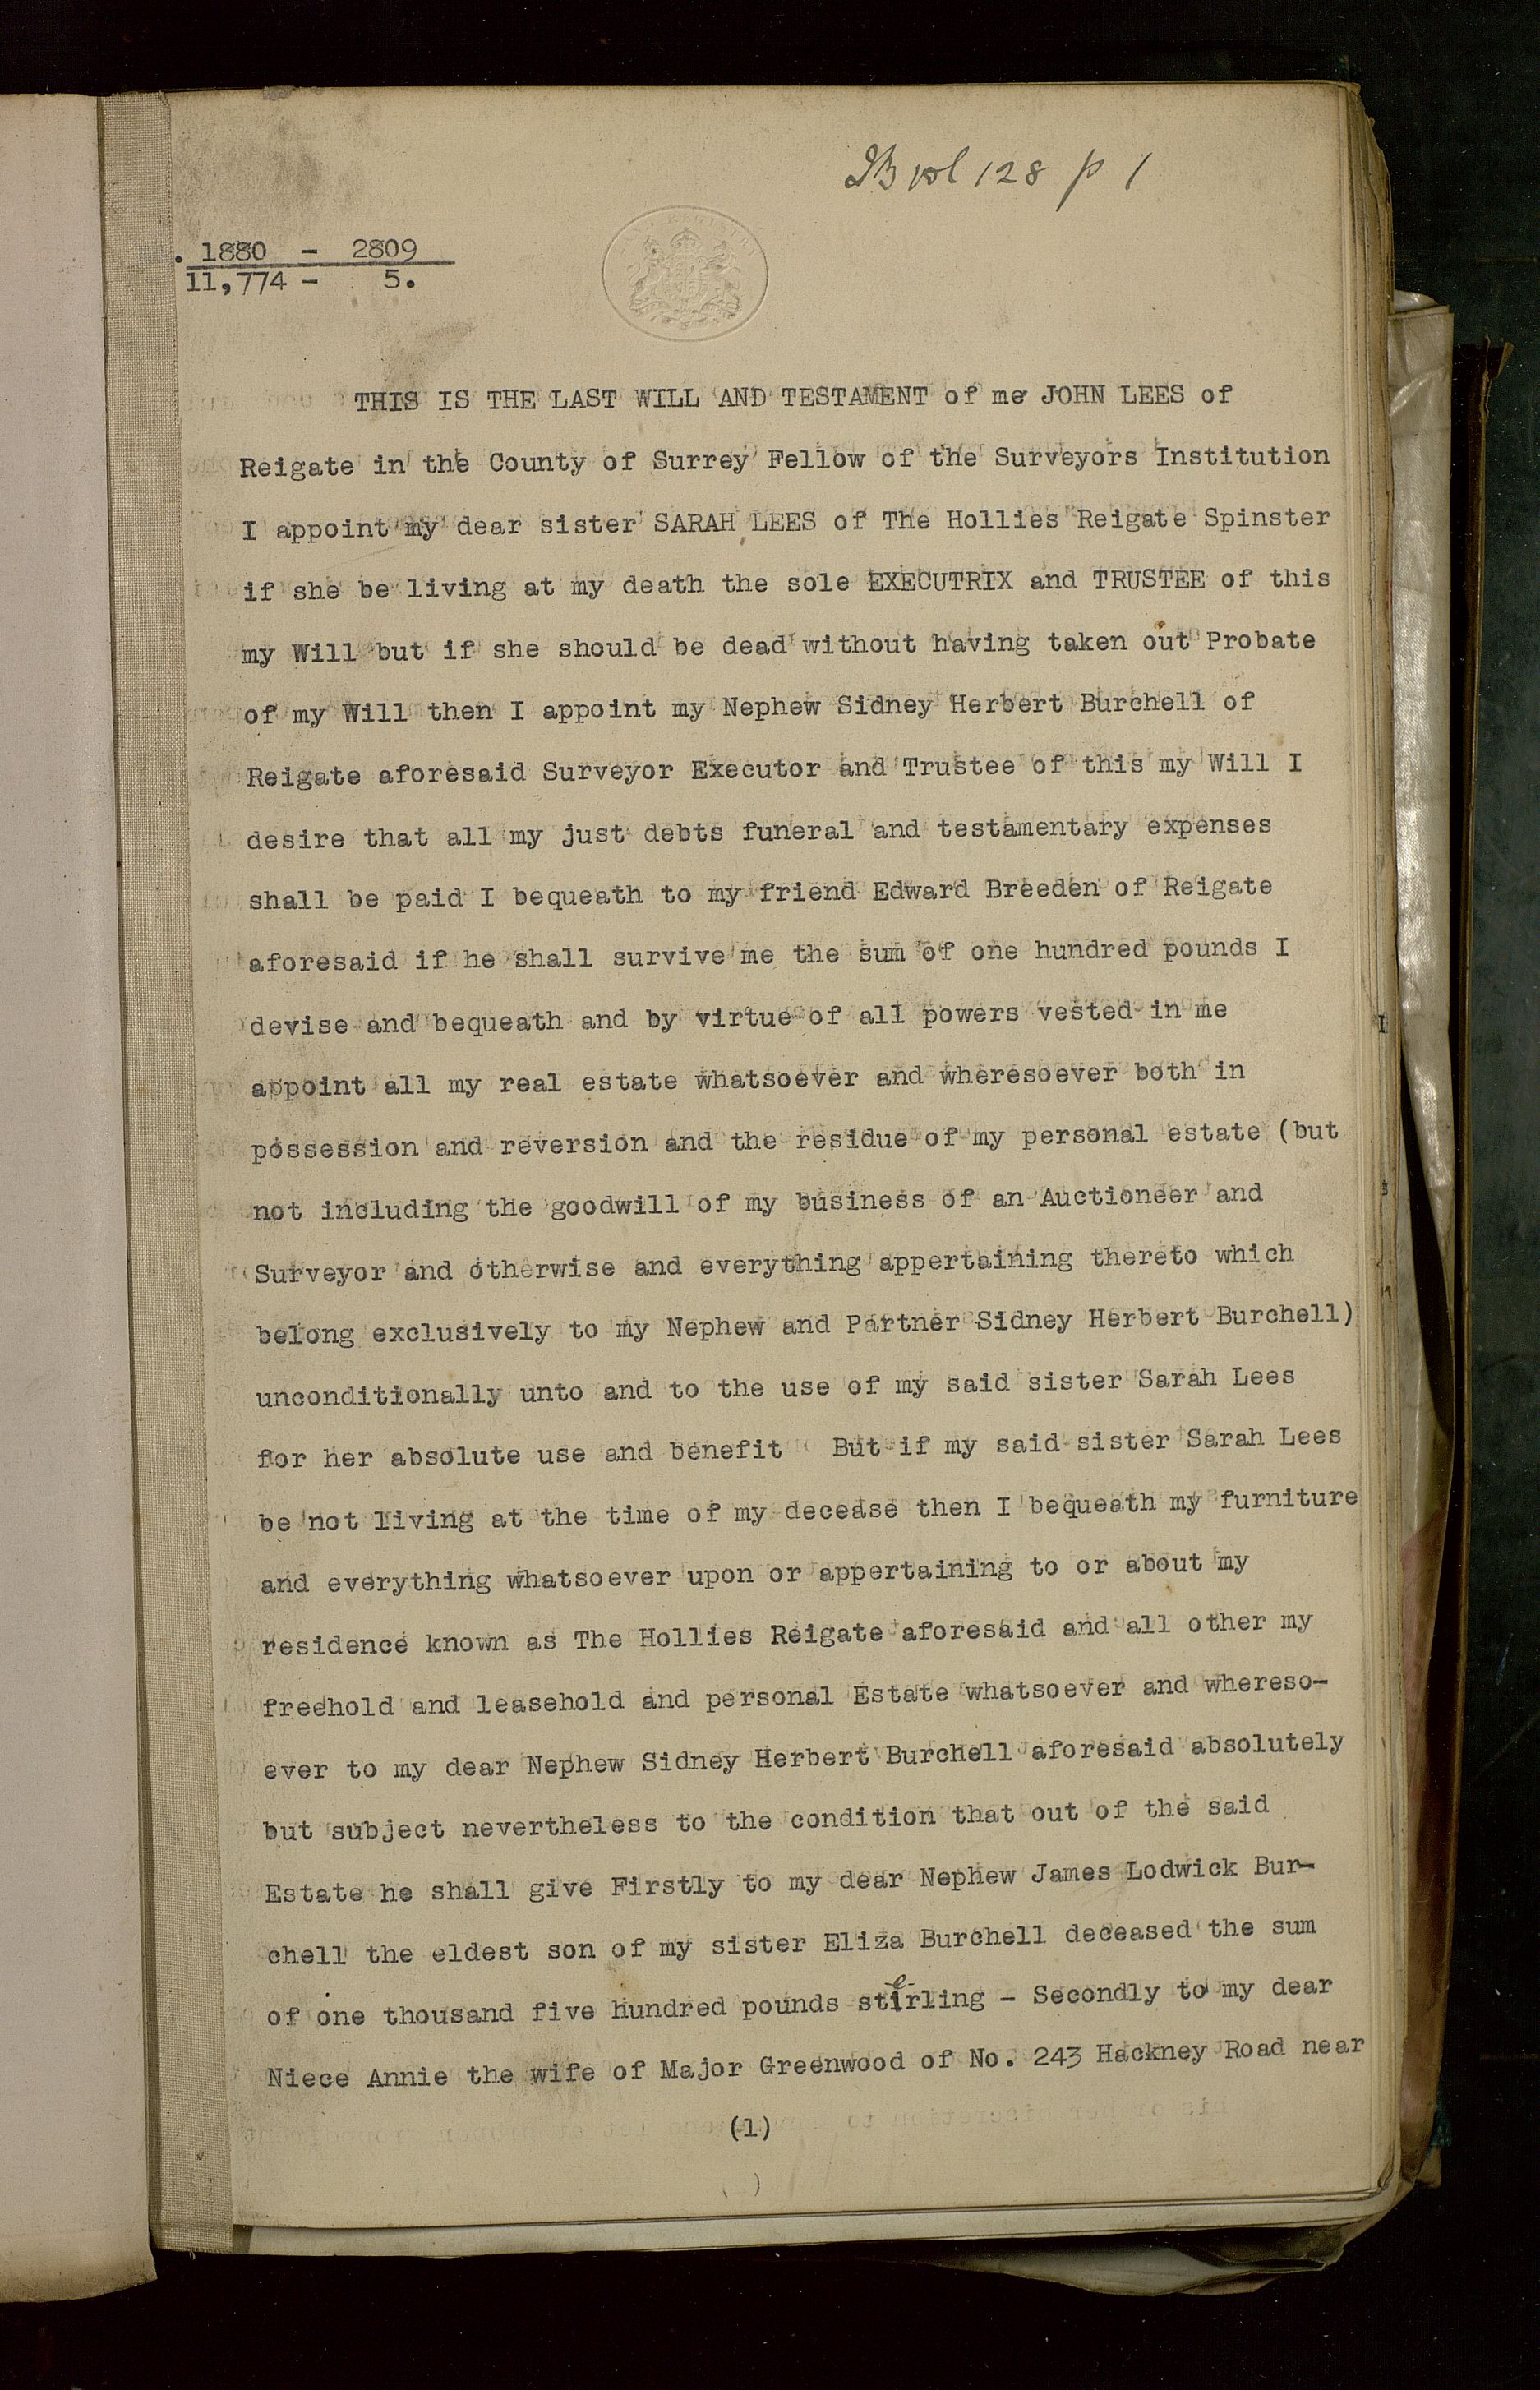 B vol 128 p 1
. 1880 - 2809
11,774 - 5.
THIS IS THE LAST WILL AND TESTAMENT of me JOHN LEES of
Reigate in the County of Surrey Fellow of the Surveyors Institution
I appoint my dear sister SARAH LEES of The Hollies Reigate Spinster
if she be living at my death the sole EXECUTRIX and TRUSTEE of this
my Will but if she should be dead without having taken out Probate
of my Will then I appoint my Nephew Sidney Herbert Burchell of
Reigate aforesaid Surveyor Executor and Trustee of this my Will I
desire that all my just debts funeral and testamentary expenses
shall be paid I bequeath to my friend Edward Breeden of Reigate
aforesaid if he shall survive me the sum of one hundred pounds I
devise and bequeath and by virtue of all powers vested in me
appoint all my real estate whatsoever and wheresoever both in
possession and reversion and the residue of my personal estate (but
not including the goodwill of my business of an Auctioneer and
Surveyor and otherwise and everything appertaining thereto which
belong exclusively to my Nephew and Partner Sidney Herbert Burchell)
unconditionally unto and to the use of my said sister Sarah Lees
for her absolute use and benefit But if my said sister Sarah Lees
be not living at the time of my decease then I bequeath my furniture
and everything whatsoever upon or appertaining to or about my
residence known as The Hollies Reigate aforesaid and all other my
freehold and leasehold and personal Estate whatsoever and whereso-
ever to my dear Nephew Sidney Herbert Burchell aforesaid absolutely
but subject nevertheless to the condition that out of the said
Estate he shall give Firstly to my dear Nephew James Lodwick Bur-
chell the eldest son of my sister Eliza Burchell deceased the sum
of one thousand five hundred pounds sterling - Secondly to my dear
Niece Annie the wife of Major Greenwood of No. 243 Hackney Road near
(1)